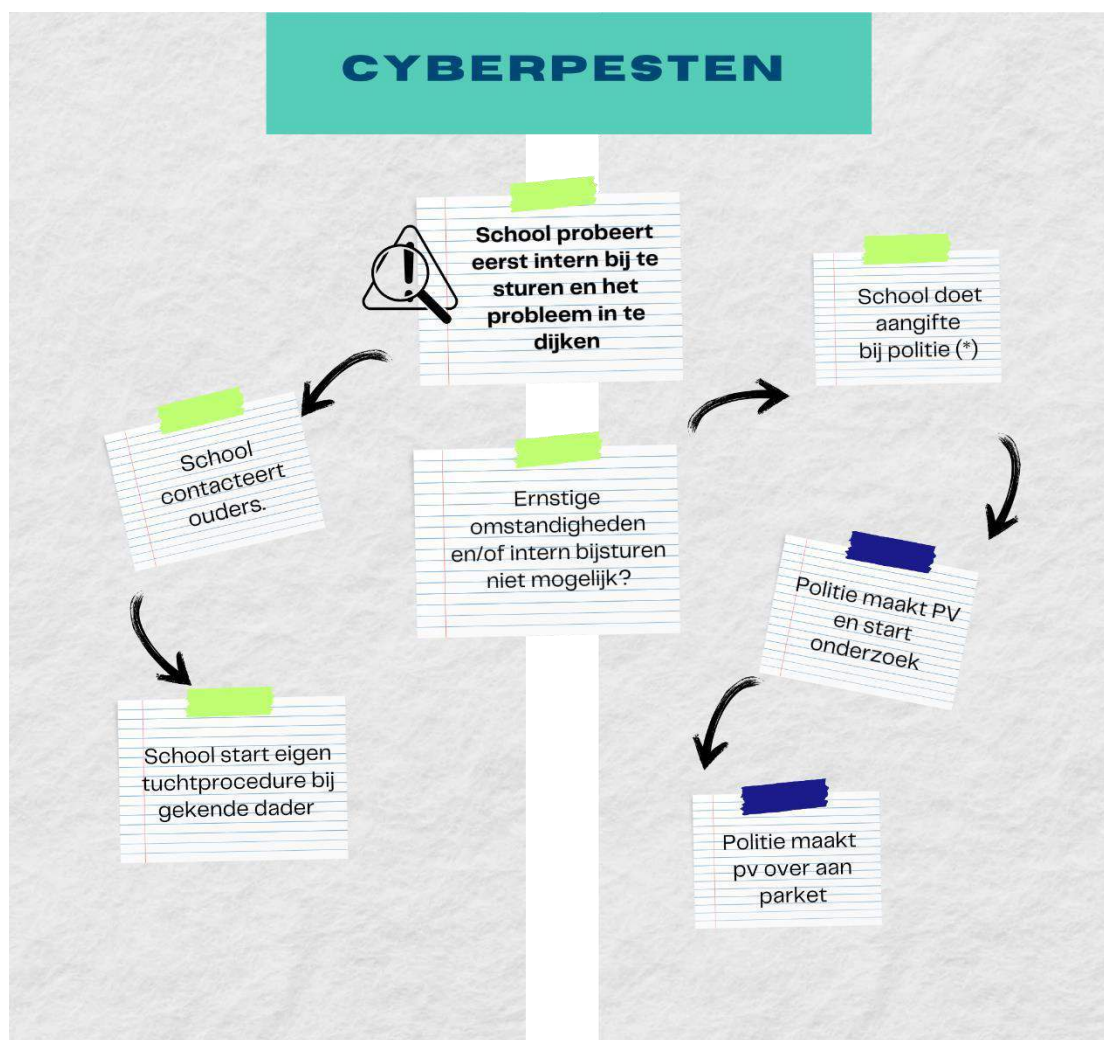 CYBERPESTEN
School probeert
eerst intern bij te
sturen en het
probleem in te
dijken
School
contacteert
ouders.
School start eigen
tuchtprocedure bij
gekende dader
Ernstige
omstandigheden
en/of intern bijsturen
niet mogelijk?
School doet
aangifte
bij politie (*)
Politie maakt PV
en start
onderzoek
Politie maakt
pv over aan
parket